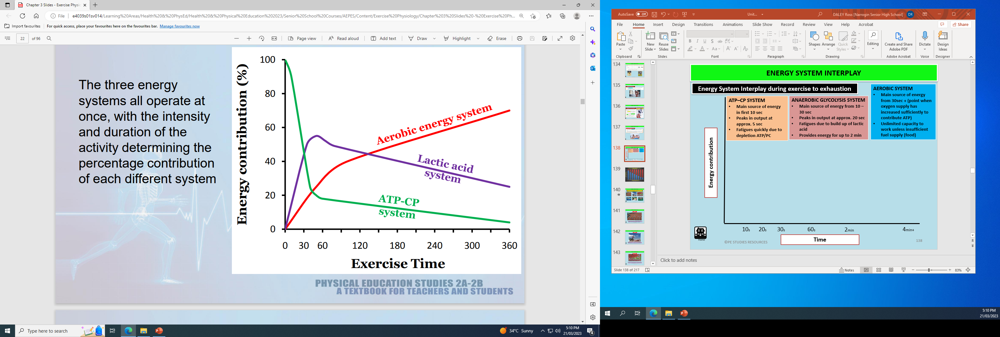 Chapter 3 Slides - Exercise Physio
File
e4039s01sv014/Learning%20Areas/Health%20&%20PhysEd/Health%20&%20Physical%20Education%202023/Senior%20School%20Courses/AEPES/Content/Exercise%20Physiology/Chapter%203%20Slides%20-%20Exercise%20Ph...
Import favourites
For quick access, place your favourites here on the favourites bar. Manage favourites now
22 of 96
Page view
Read aloud
Add text
Draw
Highlight
Erase
The three energy
systems all operate at
once, with the intensity
and duration of the
activity determining the
percentage contribution
of each different system
Energy contribution (%)
100
80
60
40
20
0
Aerobic energy system
Lactic acid
system
ATP-CP
system
0 30 60 120 180 240 300 360
Exercise Time
PHYSICAL EDUCATION STUDIES 2A-2B
A TEXTBOOK FOR TEACHERS AND STUDENTS
Type here to search
34°C Sunny
5:10 PM
21/03/2023
4
AutoSave Off
Unit...
DALEY Ross [Narrogin Senior High School] DR
File Home Insert Design Transitions Animations Slide Show Record Review View Help Acrobat
Share
Paste
New
Slide
Reuse
Slides
Shapes
Arrange
Quick
Styles
Editing
Create and Share
Adobe PDF
Dictate
Design
Ideas
Clipboard
Slides
Font
Paragraph
Drawing
Adobe Acrobat
Voice
Designer
134
135
136
137
138
139
140
141
142
143
ENERGY SYSTEM INTERPLAY
Energy System Interplay during exercise to exhaustion
ATP–CP SYSTEM
• Main source of energy
in first 10 sec
• Peaks in output at
approx. 5 sec
• Fatigues quickly due to
depletion ATP/PC
ANAEROBIC GLYCOLYSIS SYSTEM
• Main source of energy from 10 –
30 sec
• Peaks in output at approx. 20 sec
• Fatigues due to build up of lactic
acid
• Provides energy for up to 2 min
AEROBIC SYSTEM
• Main source of energy
from 30sec + (point when
oxygen supply has
increased sufficiently to
contribute ATP)
• Unlimited capacity to
work unless insufficient
fuel supply (food)
Energy contribution
10s 20s 30s 60s 2min 4min+
Time
Home
©PE STUDIES RESOURCES
138
Click to add notes
Slide 138 of 217
Notes
83%
5:10 PM
21/03/2023